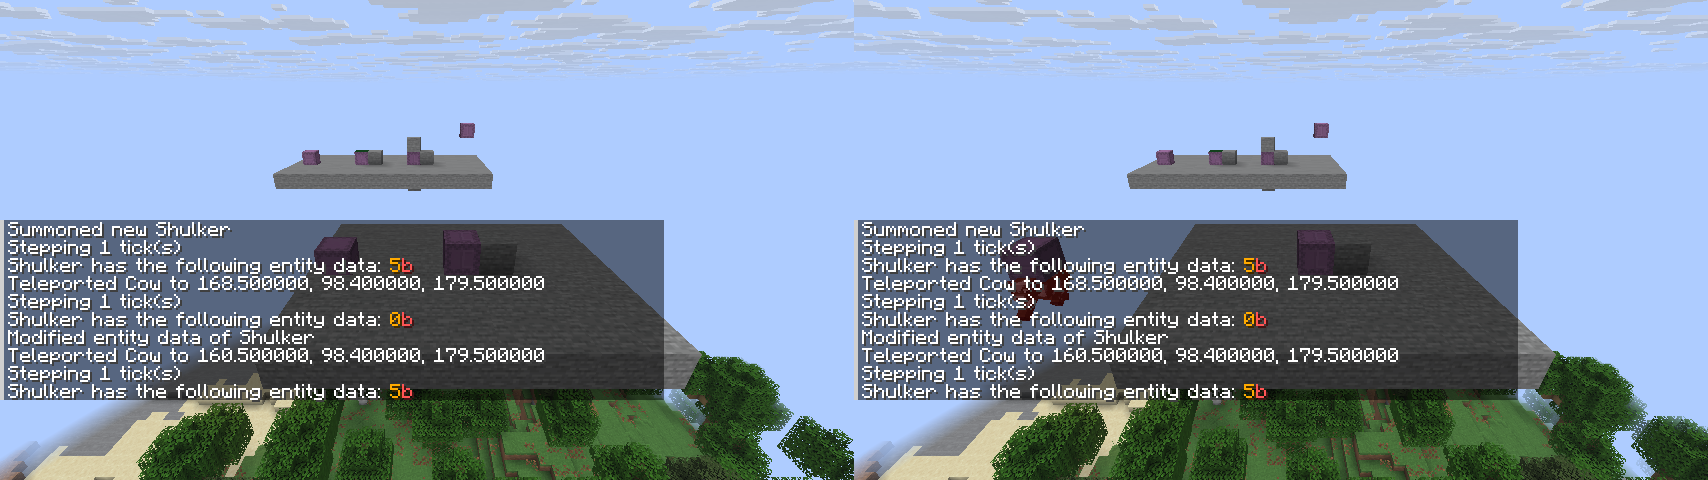 Summoned new Shulker
Stepping 1 tick(s)
Shulker has the following entity data: 5b
Teleported Cow to 168.500000, 98.400000, 179.500000
Stepping 1 tick(s)
Shulker has the following entity data: 0b
Modified entity data of Shulker
Teleported Cow to 160.500000, 98.400000, 179.500000
Stepping 1 tick(s)
Shulker has the following entity data: 5b
Summoned new Shulker
Stepping 1 tick(s)
Shulker has the following entity data: 5b
Teleported Cow to 168.500000, 98.400000, 179.500000
Stepping 1 tick(s)
Shulker has the following entity data: 0b
Modified entity data of Shulker
Teleported Cow to 160.500000, 98.400000, 179.500000
Stepping 1 tick(s)
Shulker has the following entity data: 5b